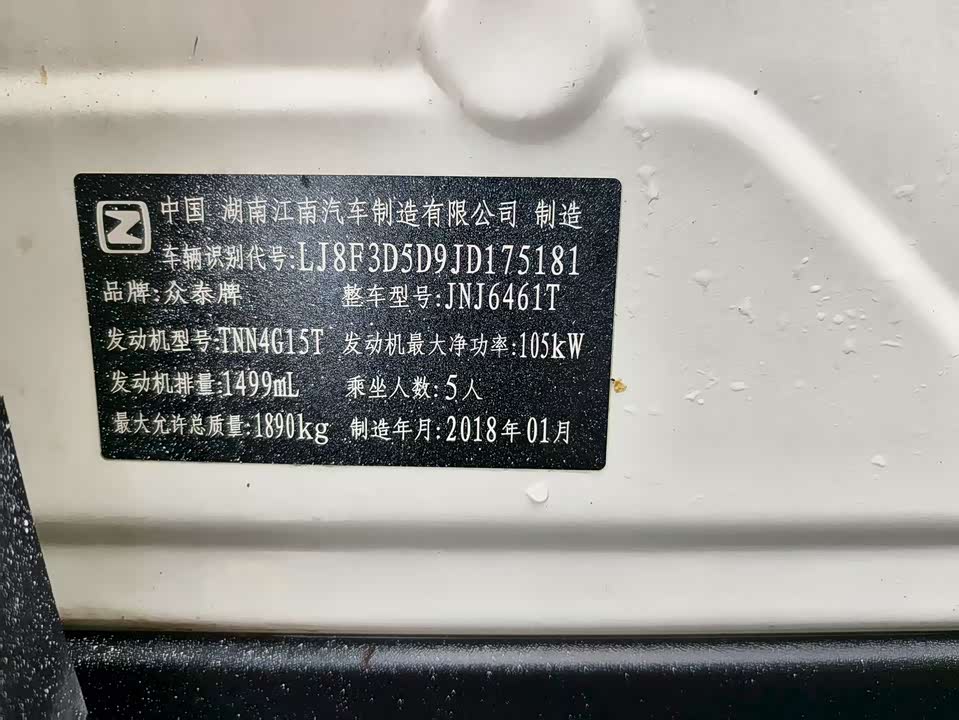 Z 中国 湖南江南汽车制造有限公司 制造
车辆识别代号:LJ8F3D5D9JD175181
品牌:众泰牌 整车型号:JNJ6461T
发动机型号:TNN4G15T 发动机最大净功率:105kW
发动机排量:1499mL 乘坐人数:5人
最大允许总质量:1890kg 制造年月:2018年01月